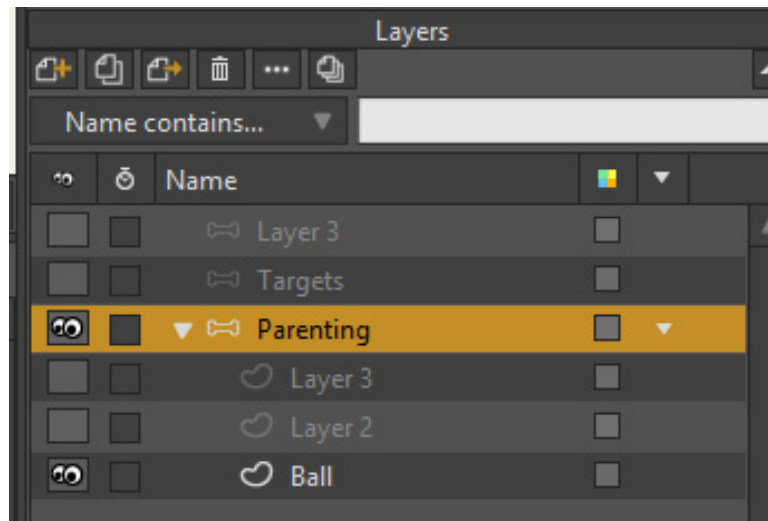 Layers
Name contains...
Name
Layer 3
Targets
Parenting
Layer 3
Layer 2
Ball